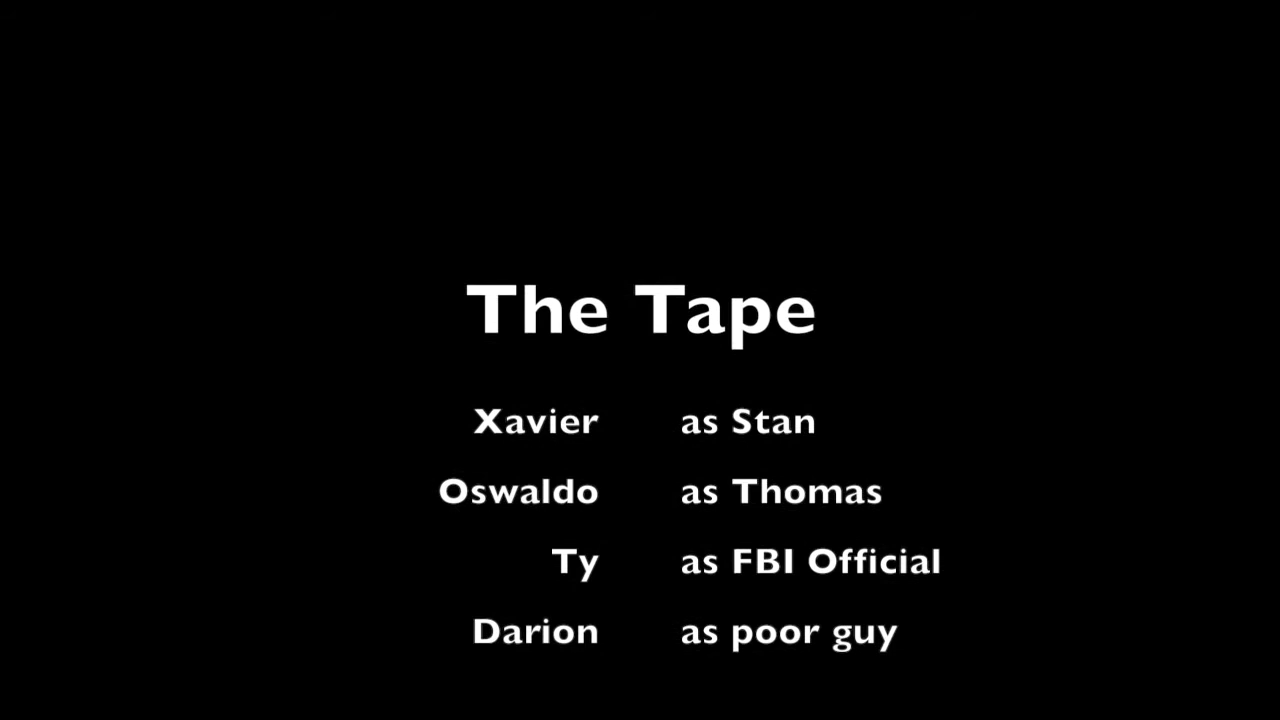 The Tape
Xavier as Stan
Oswaldo as Thomas
Ty as FBI Official
Darion as poor guy